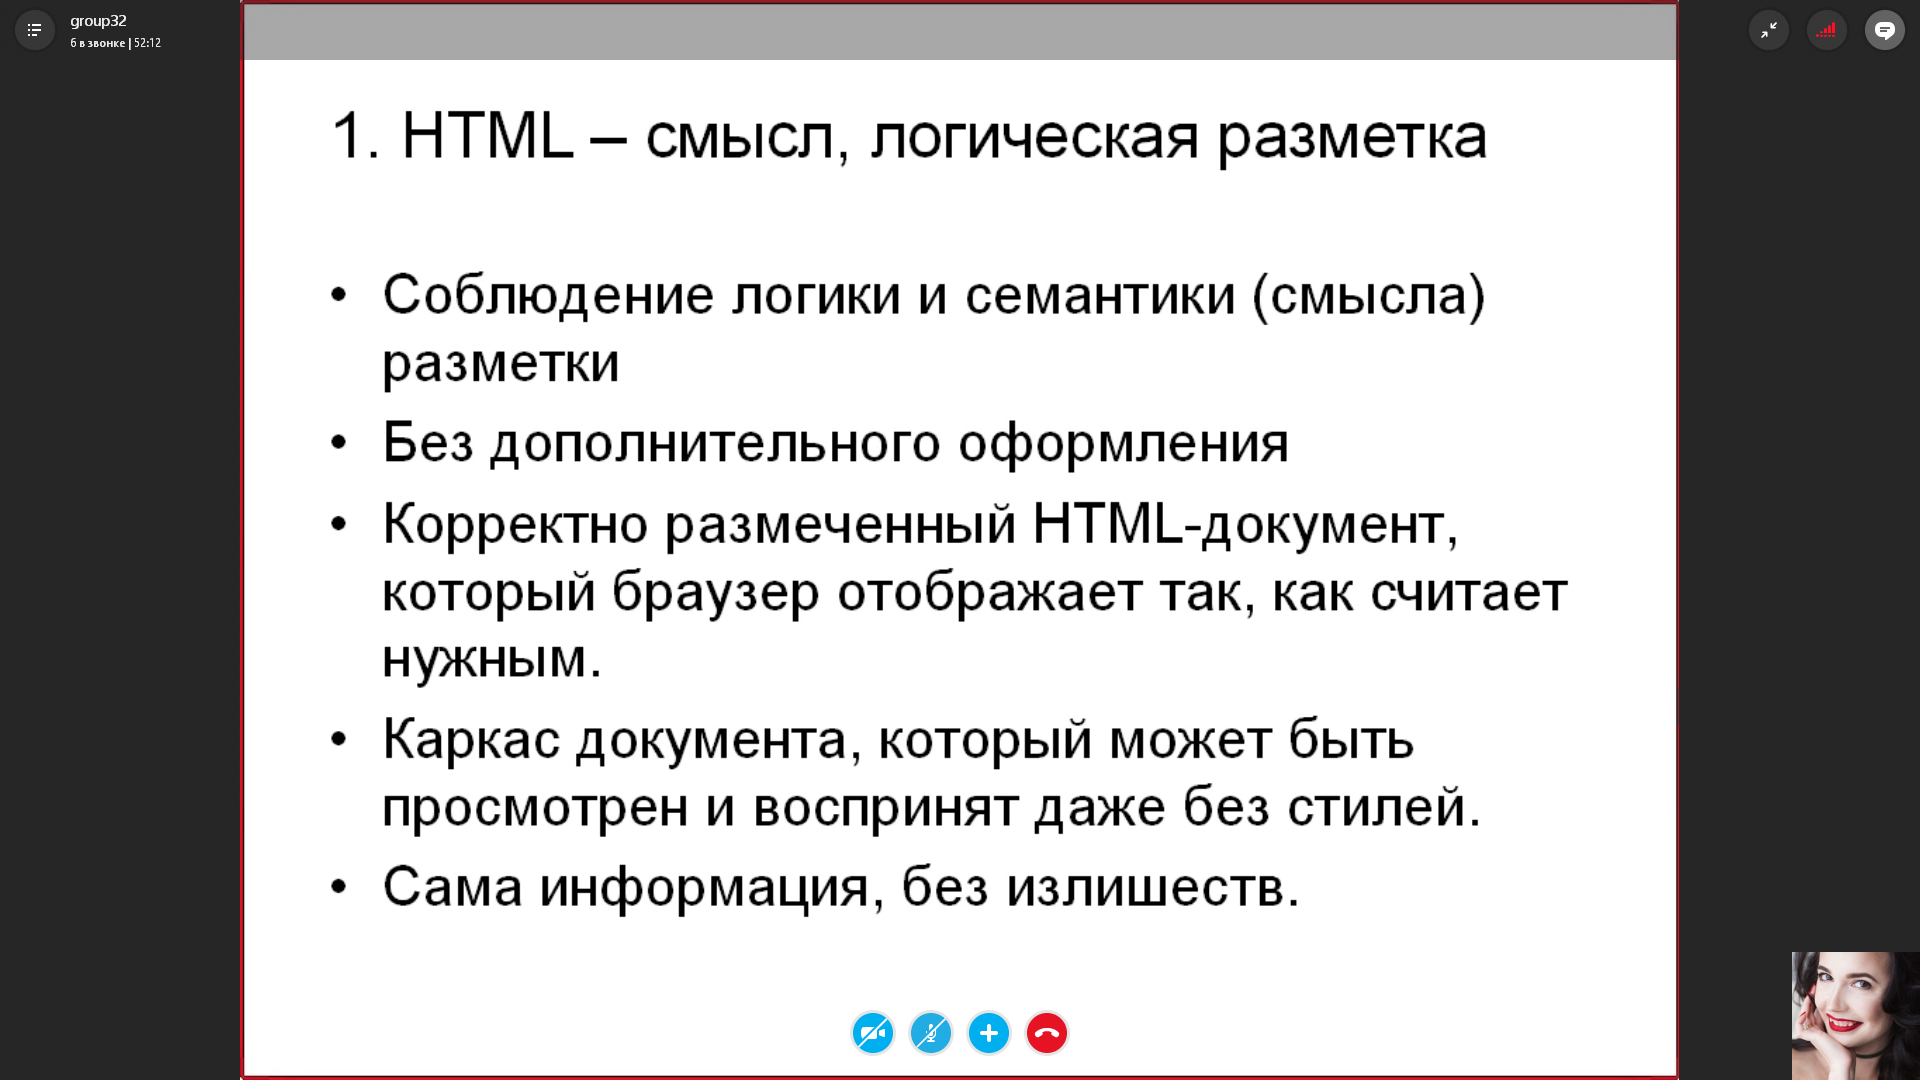 group32
6 в звонке | 52:12
1. HTML – смысл, логическая разметка
• Соблюдение логики и семантики (смысла)
разметки
• Без дополнительного оформления
• Корректно размеченный HTML-документ,
который браузер отображает так, как считает
нужным.
• Каркас документа, который может быть
просмотрен и воспринят даже без стилей.
• Сама информация, без излишеств.